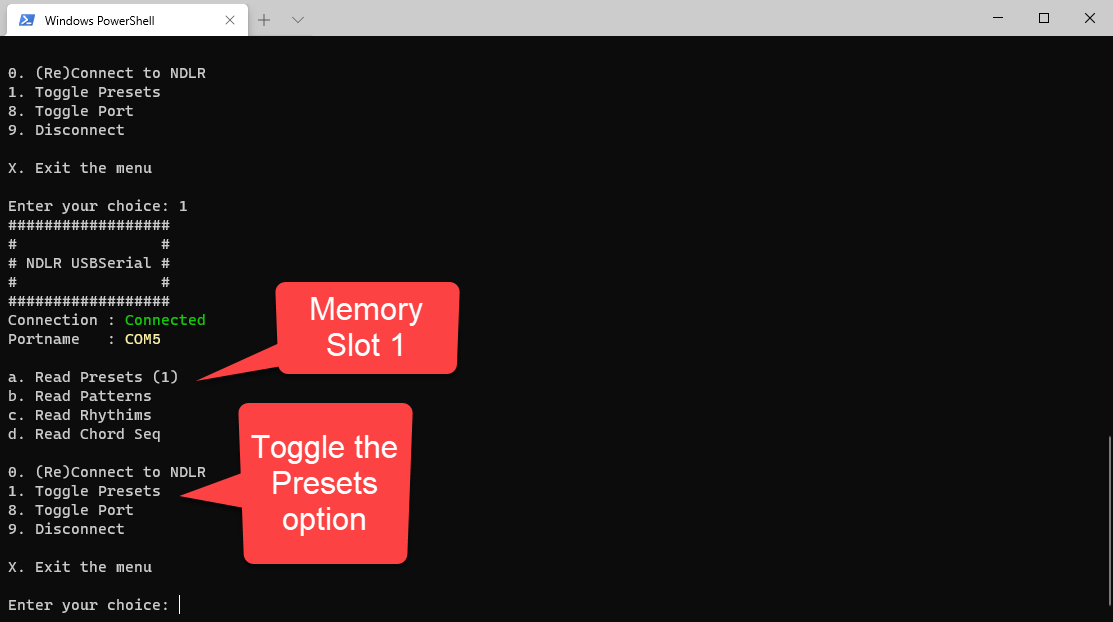 Windows PowerShell
0. (Re)Connect to NDLR
1. Toggle Presets
8. Toggle Port
9. Disconnect
X. Exit the menu
Enter your choice: 1
##################
#                #
# NDLR USBSerial #
#                #
##################
Connection : Connected
Portname   : COM5
a. Read Presets (1)
b. Read Patterns
c. Read Rhythims
d. Read Chord Seq
0. (Re)Connect to NDLR
1. Toggle Presets
8. Toggle Port
9. Disconnect
X. Exit the menu
Enter your choice:
Memory
Slot 1
Toggle the
Presets
option